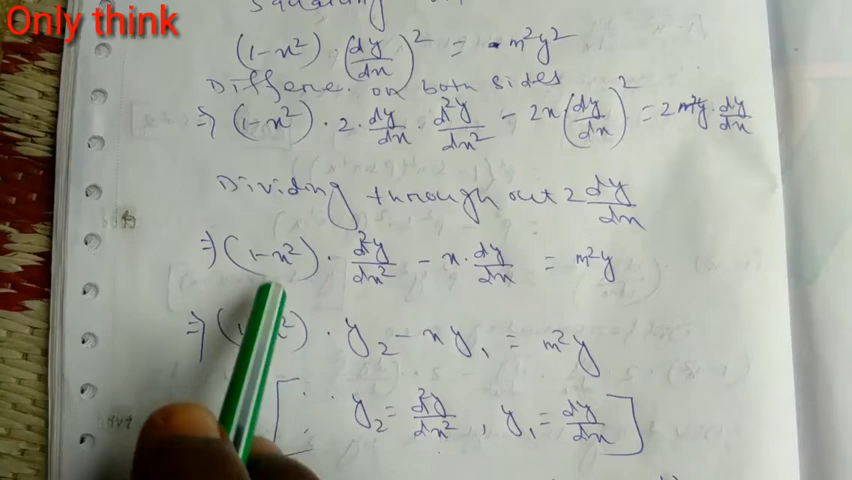 Only think
(1-x²) (dy/dx)² = m²y²
Differe. on both sides
⇒ (1-x²) · 2 · dy/dx · d²y/dx² - 2x (dy/dx)² = 2m²y · dy/dx
Dividing through out 2 dy/dx
⇒ (1-x²) · d²y/dx² - x · dy/dx = m²y
⇒ (1-x²) · y₂ - xy₁ = m²y
[∵ y₂ = d²y/dx², y₁ = dy/dx]